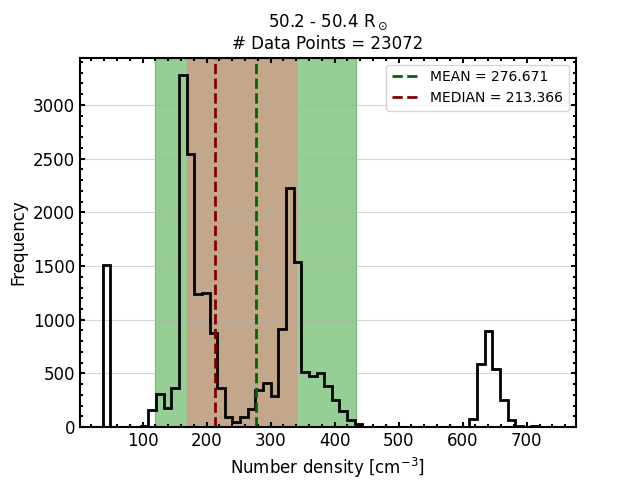 50.2 - 50.4 R⊙
# Data Points = 23072
MEAN = 276.671
MEDIAN = 213.366
Frequency
3000
2500
2000
1500
1000
500
0
100 200 300 400 500 600 700
Number density [cm⁻³]